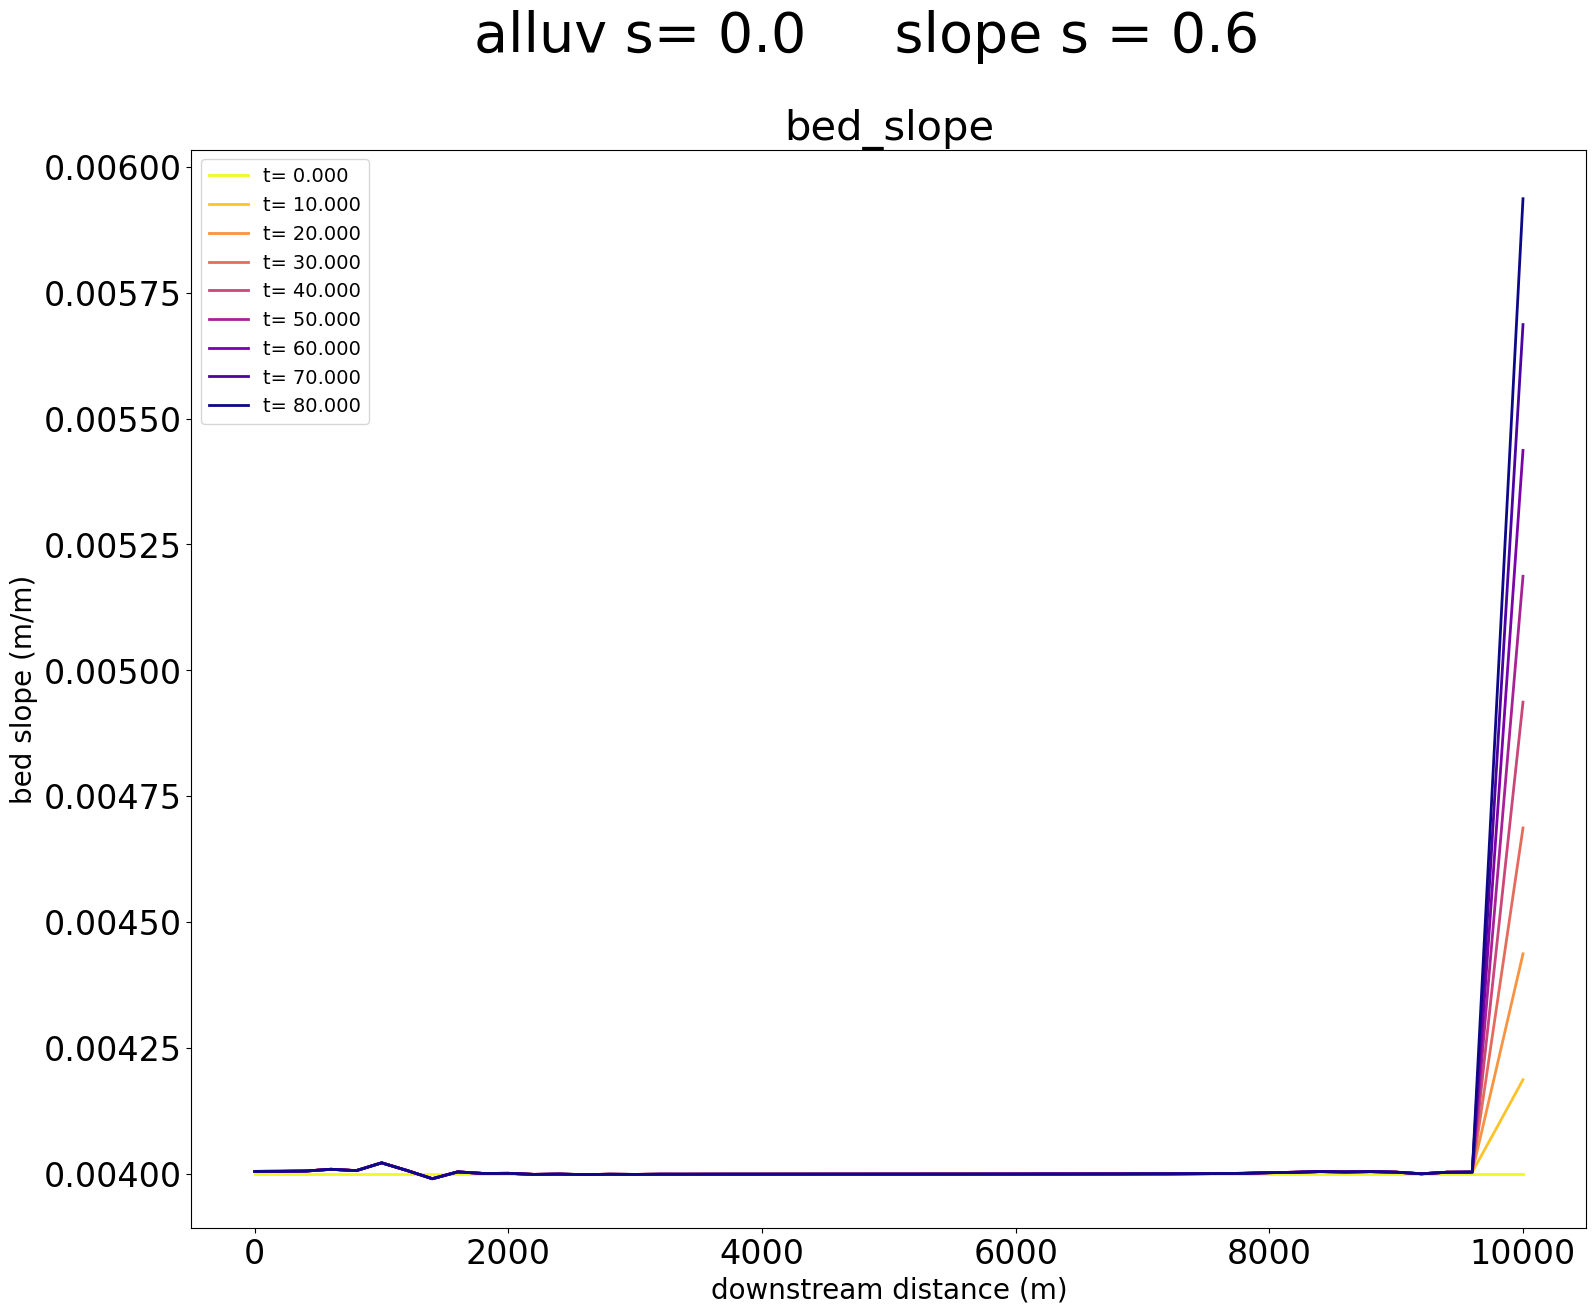 alluv s= 0.0 slope s = 0.6
bed_slope
0.00600
0.00575
0.00550
0.00525
0.00500
0.00475
0.00450
0.00425
0.00400
bed slope (m/m)
t= 0.000
t= 10.000
t= 20.000
t= 30.000
t= 40.000
t= 50.000
t= 60.000
t= 70.000
t= 80.000
0 2000 4000 6000 8000 10000
downstream distance (m)